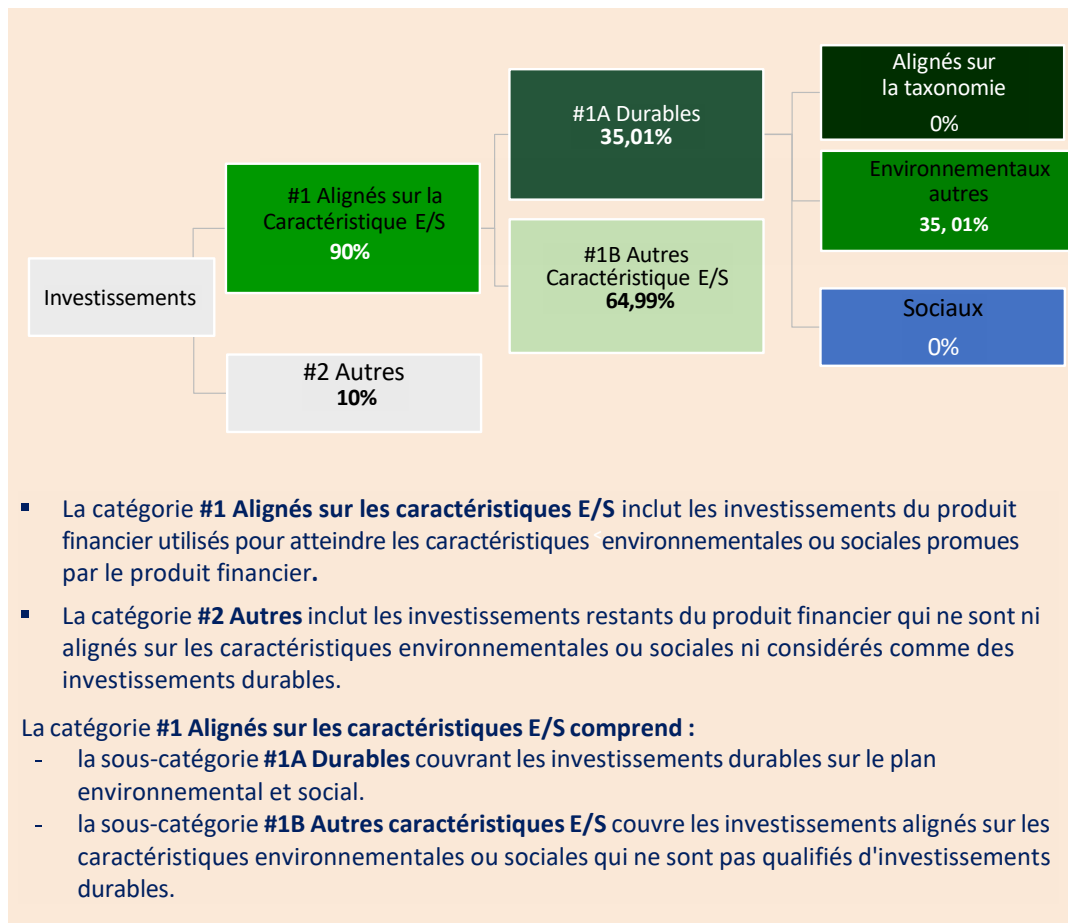 Investissements
#1 Alignés sur la
Caractéristique E/S
90%
#2 Autres
10%
#1A Durables
35,01%
#1B Autres
Caractéristique E/S
64,99%
Alignés sur
la taxonomie
0%
Environnementaux
autres
35, 01%
Sociaux
0%
▪ La catégorie #1 Alignés sur les caractéristiques E/S inclut les investissements du produit
financier utilisés pour atteindre les caractéristiques environnementales ou sociales promues
par le produit financier.
▪ La catégorie #2 Autres inclut les investissements restants du produit financier qui ne sont ni
alignés sur les caractéristiques environnementales ou sociales ni considérés comme des
investissements durables.
La catégorie #1 Alignés sur les caractéristiques E/S comprend :
- la sous-catégorie #1A Durables couvrant les investissements durables sur le plan
environnemental et social.
- la sous-catégorie #1B Autres caractéristiques E/S couvre les investissements alignés sur les
caractéristiques environnementales ou sociales qui ne sont pas qualifiés d'investissements
durables.